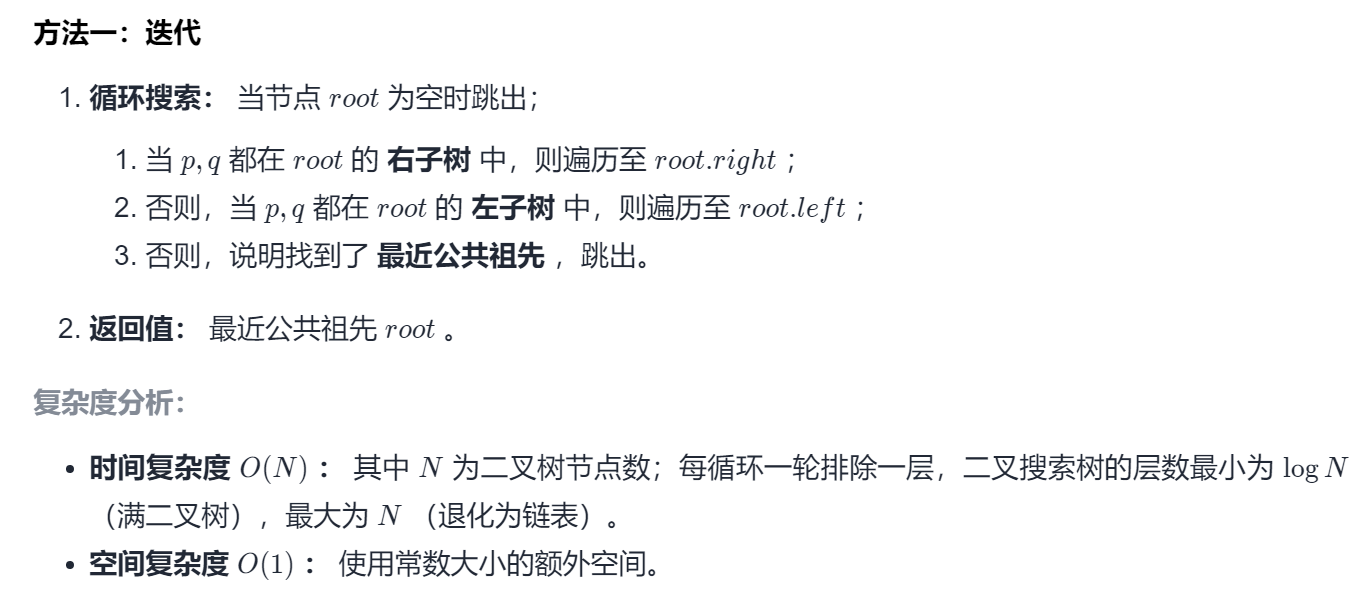 方法一：迭代
1. 循环搜索： 当节点 root 为空时跳出；
1. 当 p, q 都在 root 的 右子树 中，则遍历至 root.right ；
2. 否则，当 p, q 都在 root 的 左子树 中，则遍历至 root.left ；
3. 否则，说明找到了 最近公共祖先 ，跳出。
2. 返回值： 最近公共祖先 root 。
复杂度分析：
• 时间复杂度 O(N) ： 其中 N 为二叉树节点数；每循环一轮排除一层，二叉搜索树的层数最小为 log N
（满二叉树），最大为 N （退化为链表）。
• 空间复杂度 O(1) ： 使用常数大小的额外空间。